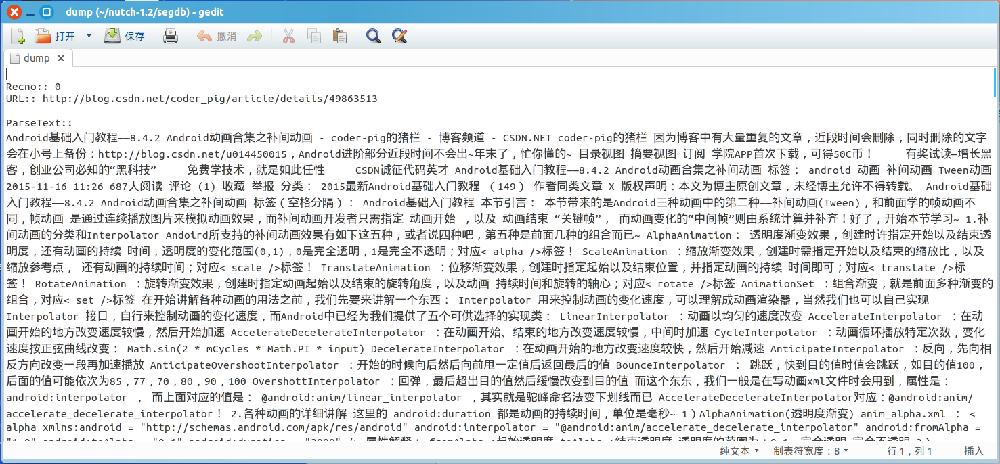 dump (~/nutch-1.2/segdb) - gedit
打开 保存 撤消
dump
Recno:: 0
URL:: http://blog.csdn.net/coder_pig/article/details/49863513
ParseText::
Android基础入门教程——8.4.2 Android动画合集之补间动画 - coder-pig的猪栏 - 博客频道 - CSDN.NET coder-pig的猪栏 因为博客中有大量重复的文章，近段时间会删除，同时删除的文字
会在小号上备份：http://blog.csdn.net/u014450015，Android进阶部分近段时间不会出~年末了，忙你懂的~ 目录视图 摘要视图 订阅 学院APP首次下载，可得50C币！ 有奖试读—增长黑
客，创业公司必知的“黑科技” 免费学技术，就是如此任性 CSDN诚征代码英才 Android基础入门教程——8.4.2 Android动画合集之补间动画 标签： android 动画 补间动画 Tween动画
2015-11-16 11:26 687人阅读 评论 (1) 收藏 举报 分类： 2015最新Android基础入门教程 （149） 作者同类文章 X 版权声明：本文为博主原创文章，未经博主允许不得转载。 Android基础
入门教程——8.4.2 Android动画合集之补间动画 标签（空格分隔）： Android基础入门教程 本节引言： 本节带来的是Android三种动画中的第二种——补间动画(Tween)，和前面学的帧动画不
同，帧动画 是通过连续播放图片来模拟动画效果，而补间动画开发者只需指定 动画开始 ，以及 动画结束 “关键帧”， 而动画变化的“中间帧”则由系统计算并补齐！好了，开始本节学习~ 1.补
间动画的分类和Interpolator Andoird所支持的补间动画效果有如下这五种，或者说四种吧，第五种是前面几种的组合而已~ AlphaAnimation： 透明度渐变效果，创建时许指定开始以及结束透
明度，还有动画的持续 时间，透明度的变化范围(0,1)，0是完全透明，1是完全不透明；对应< alpha />标签！ ScaleAnimation ：缩放渐变效果，创建时需指定开始以及结束的缩放比，以及
缩放参考点， 还有动画的持续时间；对应< scale />标签！ TranslateAnimation ：位移渐变效果，创建时指定起始以及结束位置，并指定动画的持续 时间即可；对应< translate />标
签！ RotateAnimation ：旋转渐变效果，创建时指定动画起始以及结束的旋转角度，以及动画 持续时间和旋转的轴心；对应< rotate />标签 AnimationSet ：组合渐变，就是前面多种渐变的
组合，对应< set />标签 在开始讲解各种动画的用法之前，我们先要来讲解一个东西： Interpolator 用来控制动画的变化速度，可以理解成动画渲染器，当然我们也可以自己实现
Interpolator 接口，自行来控制动画的变化速度，而Android中已经为我们提供了五个可供选择的实现类： LinearInterpolator ：动画以均匀的速度改变 AccelerateInterpolator ：在动
画开始的地方改变速度较慢，然后开始加速 AccelerateDecelerateInterpolator ：在动画开始、结束的地方改变速度较慢，中间时加速 CycleInterpolator ：动画循环播放特定次数，变化
速度按正弦曲线改变： Math.sin(2 * mCycles * Math.PI * input) DecelerateInterpolator ：在动画开始的地方改变速度较快，然后开始减速 AnticipateInterpolator ：反向，先向相
反方向改变一段再加速播放 AnticipateOvershootInterpolator ：开始的时候向后然后向前甩一定值后返回最后的值 BounceInterpolator ： 跳跃，快到目的值时值会跳跃，如目的值100，
后面的值可能依次为85，77，70，80，90，100 OvershottInterpolator ：回弹，最后超出目的值然后缓慢改变到目的值 而这个东东，我们一般是在写动画xml文件时会用到，属性是：
android:interpolator ， 而上面对应的值是： @android:anim/linear_interpolator ，其实就是驼峰命名法变下划线而已 AccelerateDecelerateInterpolator对应：@android:anim/
accelerate_decelerate_interpolator！ 2.各种动画的详细讲解 这里的 android:duration 都是动画的持续时间，单位是毫秒~ 1）AlphaAnimation(透明度渐变) anim_alpha.xml ： <
alpha xmlns:android = "http://schemas.android.com/apk/res/android" android:interpolator = "@android:anim/accelerate_decelerate_interpolator" android:fromAlpha =
纯文本 制表符宽度：8 行 1，列 1 插入